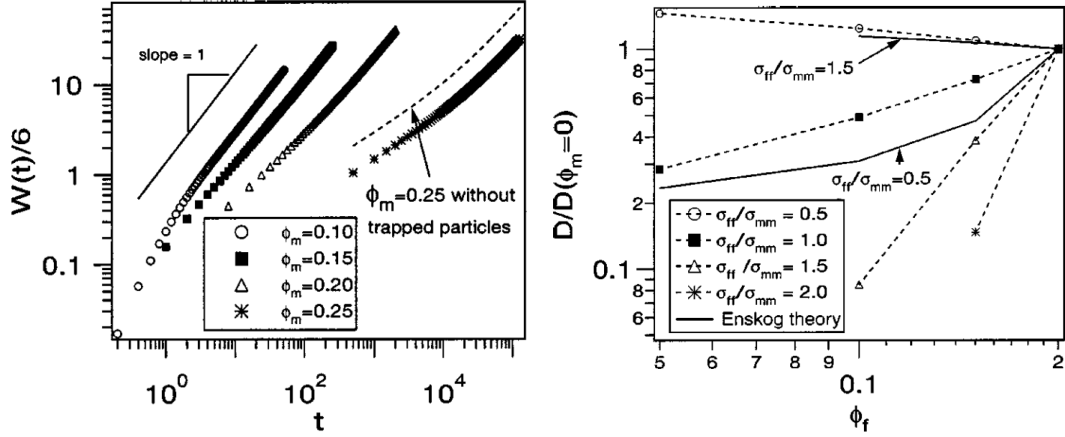 W(t)/6
10
1
0.1
slope = 1
ϕm=0.25 without
trapped particles
ϕm=0.10
ϕm=0.15
ϕm=0.20
ϕm=0.25
10^0
10^2
10^4
t
D/D(ϕm=0)
1
8
6
4
2
0.1
8
6
σff/σmm=1.5
σff/σmm=0.5
σff/σmm = 0.5
σff/σmm = 1.0
σff/σmm = 1.5
σff/σmm = 2.0
Enskog theory
5
6
7
8
9
0.1
2
ϕf